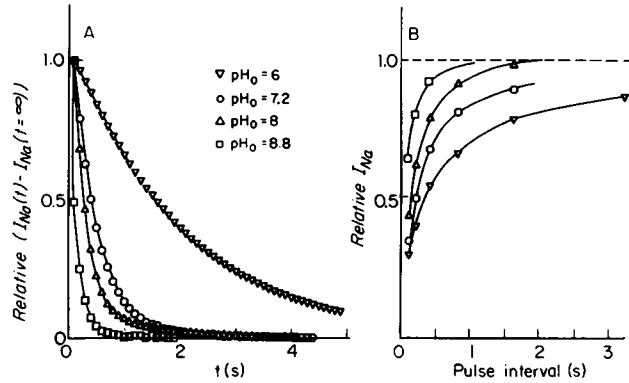 A
Relative (I_Na(t) - I_Na(t=∞))
1.0
0.5
0
0
2
4
t(s)
▽ pH₀=6
○ pH₀=7.2
△ pH₀=8
□ pH₀=8.8
B
Relative I_Na
1.0
0.5
0
0
1
2
3
Pulse interval (s)